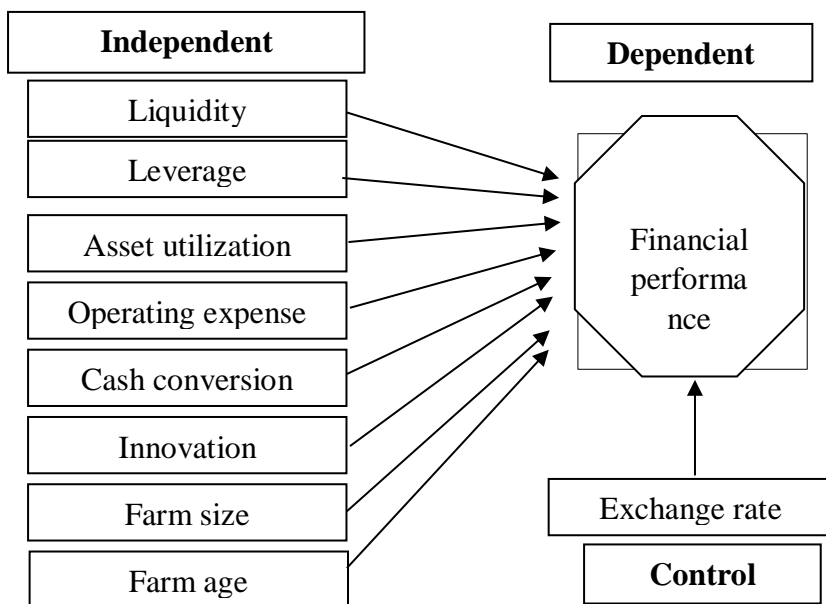 Independent
Liquidity
Leverage
Asset utilization
Operating expense
Cash conversion
Innovation
Farm size
Farm age
Dependent
Financial
performa
nce
Exchange rate
Control